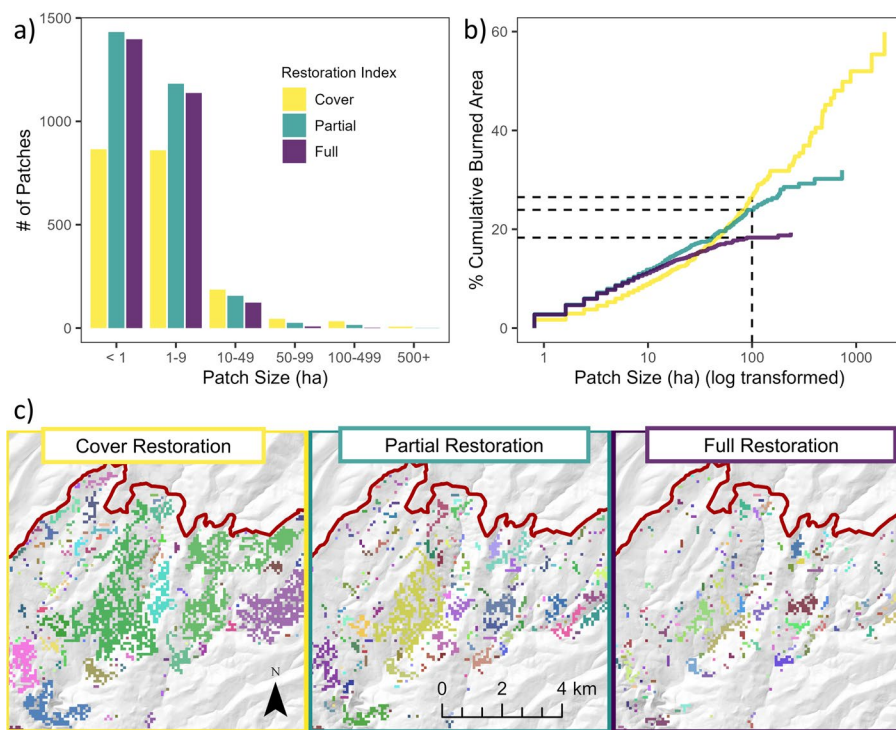 a)
1500
1000
500
0
# of Patches
Restoration Index
Cover
Partial
Full
< 1
1-9
10-49
50-99
100-499
500+
Patch Size (ha)
b)
60
40
20
0
% Cumulative Burned Area
1
10
100
1000
Patch Size (ha) (log transformed)
c)
Cover Restoration
Partial Restoration
Full Restoration
N
0 2 4 km